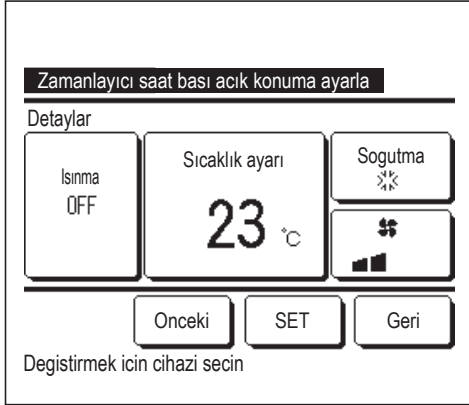 Zamanlayıcı saat bası acık konuma ayarla
Detaylar
Isınma
OFF
Sıcaklık ayarı
23 °C
Sogutma
Onceki
SET
Geri
Degistirmek icin cihazi secin